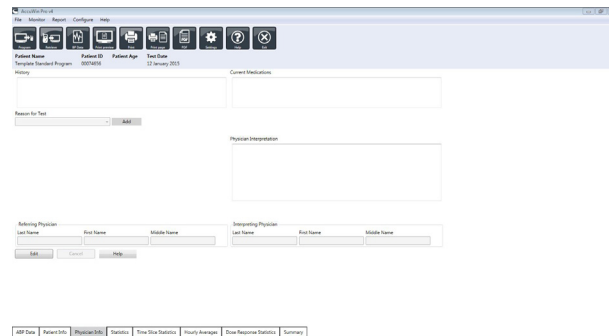 AccuWin Pro v4
File Monitor Report Configure Help
Program Retrieve BP Data Print preview Print Print page PDF Settings Help Exit
Patient Name Patient ID Patient Age Test Date
Template Standard Program 00074656 12 January 2015
History Current Medications
Reason for Test
Add
Physician Interpretation
Referring Physician Interpreting Physician
Last Name First Name Middle Name Last Name First Name Middle Name
Edit Cancel Help
ABP Data Patient Info Physician Info Statistics Time Slice Statistics Hourly Averages Dose Response Statistics Summary